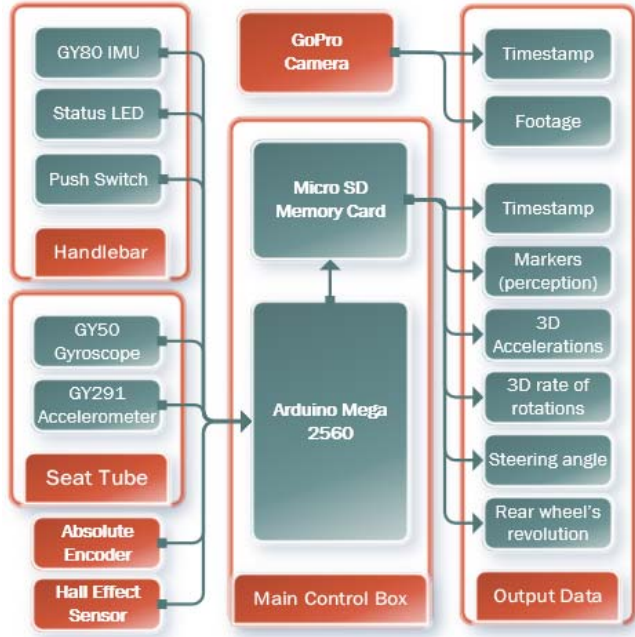 GY80 IMU
Status LED
Push Switch
Handlebar
GY50
Gyroscope
GY291
Accelerometer
Seat Tube
Absolute
Encoder
Hall Effect
Sensor
GoPro
Camera
Micro SD
Memory Card
Arduino Mega
2560
Main Control Box
Timestamp
Footage
Timestamp
Markers
(perception)
3D
Accelerations
3D rate of
rotations
Steering angle
Rear wheel's
revolution
Output Data